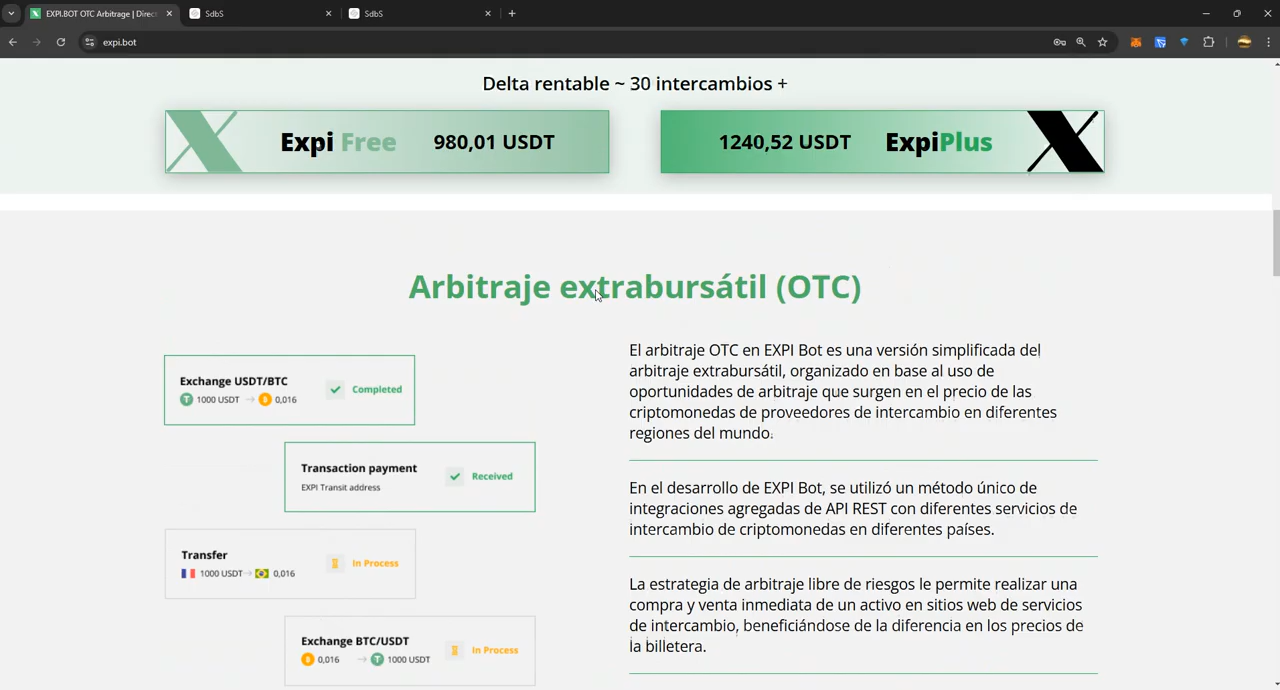 EXPI.BOT OTC Arbitrage | Direct
SdbS
SdbS
expi.bot
Delta rentable ~ 30 intercambios +
Expi Free 980,01 USDT
1240,52 USDT ExpiPlus
Arbitraje extrabursátil (OTC)
Exchange USDT/BTC
1000 USDT → 0,016
Completed
Transaction payment
EXPI Transit address
Received
Transfer
1000 USDT → 0,016
In Process
Exchange BTC/USDT
0,016 → 1000 USDT
In Process
El arbitraje OTC en EXPI Bot es una versión simplificada del
arbitraje extrabursátil, organizado en base al uso de
oportunidades de arbitraje que surgen en el precio de las
criptomonedas de proveedores de intercambio en diferentes
regiones del mundo.
En el desarrollo de EXPI Bot, se utilizó un método único de
integraciones agregadas de API REST con diferentes servicios de
intercambio de criptomonedas en diferentes países.
La estrategia de arbitraje libre de riesgos le permite realizar una
compra y venta inmediata de un activo en sitios web de servicios
de intercambio, beneficiándose de la diferencia en los precios de
la billetera.